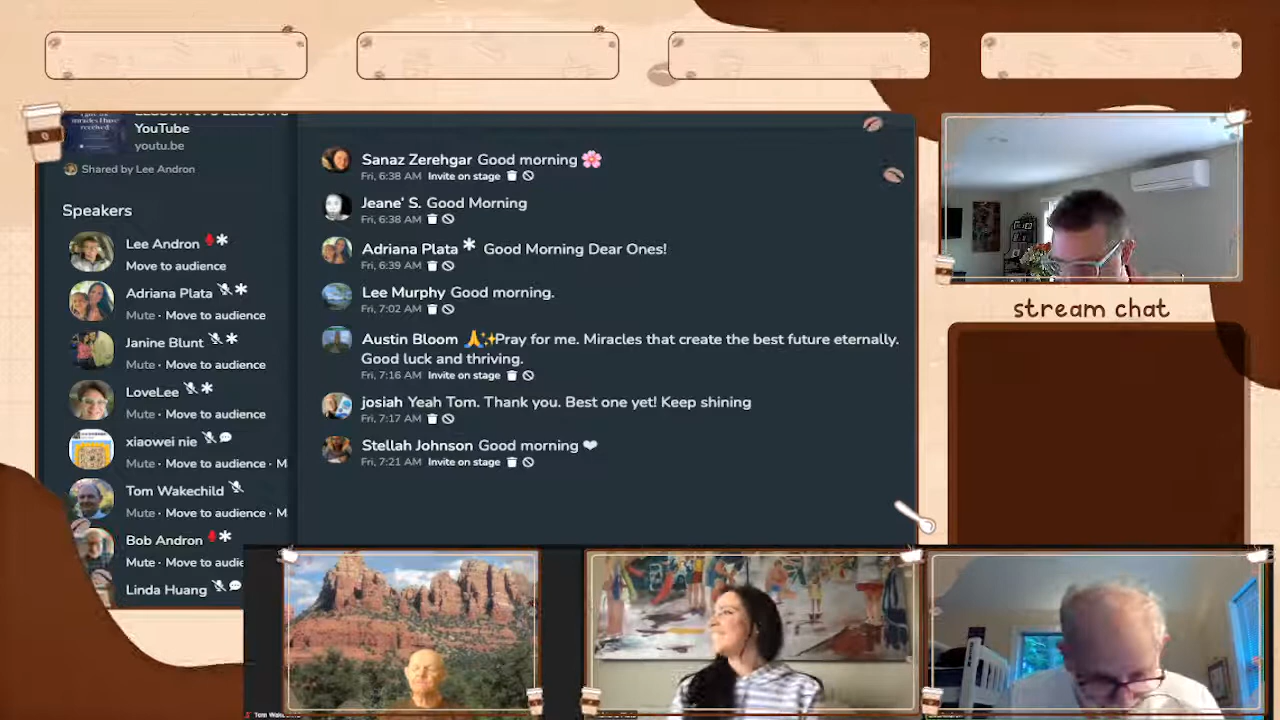 miracles I have
received
YouTube
youtu.be
Shared by Lee Andron
Speakers
Lee Andron
Move to audience
Adriana Plata
Mute · Move to audience
Janine Blunt
Mute · Move to audience
LoveLee
Mute · Move to audience
xiaowei nie
Mute · Move to audience · M
Tom Wakechild
Mute · Move to audience · M
Bob Andron
Mute · Move to audie
Linda Huang
Sanaz Zerehgar Good morning 🌸
Fri, 6:38 AM Invite on stage
Jeane' S. Good Morning
Fri, 6:38 AM
Adriana Plata * Good Morning Dear Ones!
Fri, 6:39 AM
Lee Murphy Good morning.
Fri, 7:02 AM
Austin Bloom 🙏✨Pray for me. Miracles that create the best future eternally.
Good luck and thriving.
Fri, 7:16 AM Invite on stage
josiah Yeah Tom. Thank you. Best one yet! Keep shining
Fri, 7:17 AM
Stellah Johnson Good morning ❤
Fri, 7:21 AM Invite on stage
stream chat